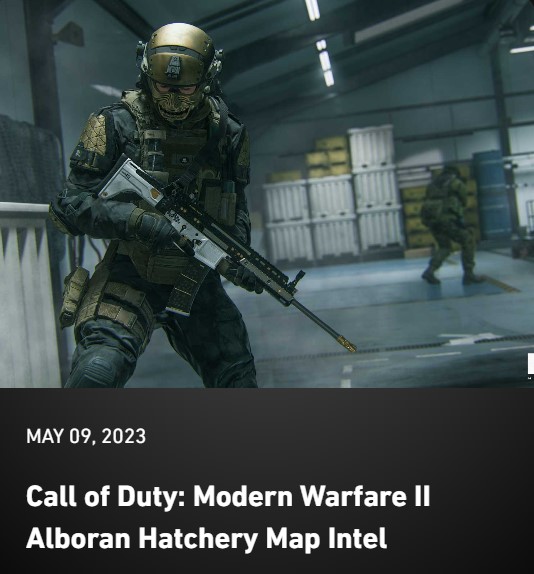 MAY 09, 2023
Call of Duty: Modern Warfare II
Alboran Hatchery Map Intel